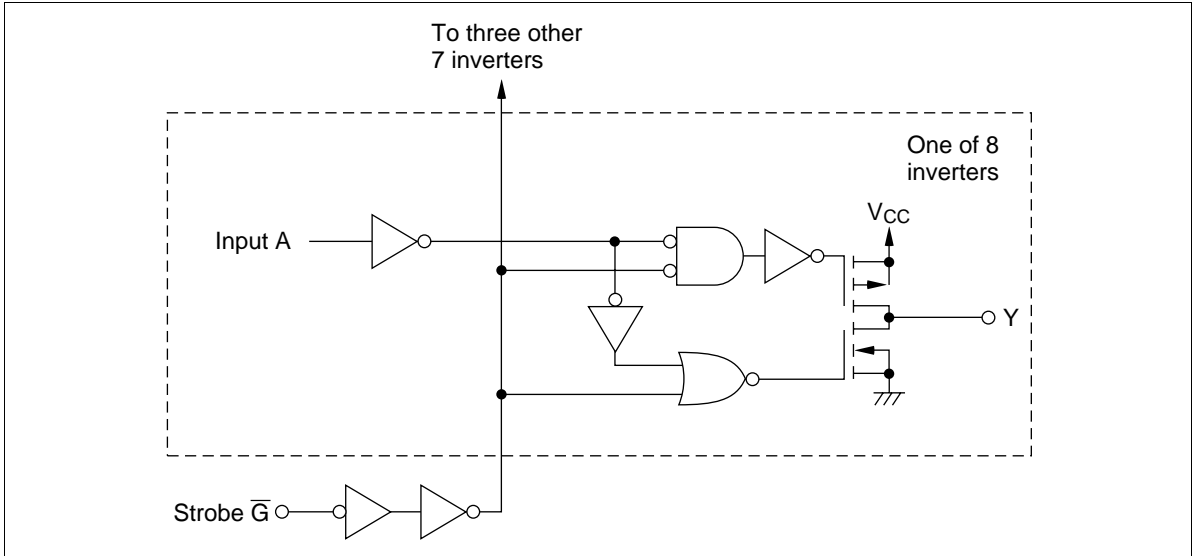 To three other
7 inverters
One of 8
inverters
VCC
Input A
Y
Strobe G̅